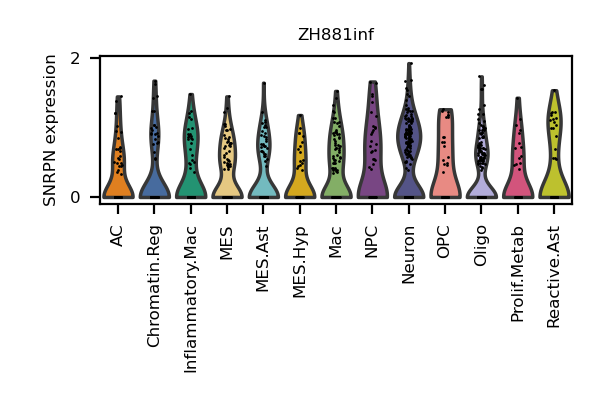 ZH881inf
SNRPN expression
2
0
AC
Chromatin.Reg
Inflammatory.Mac
MES
MES.Ast
MES.Hyp
Mac
NPC
Neuron
OPC
Oligo
Prolif.Metab
Reactive.Ast